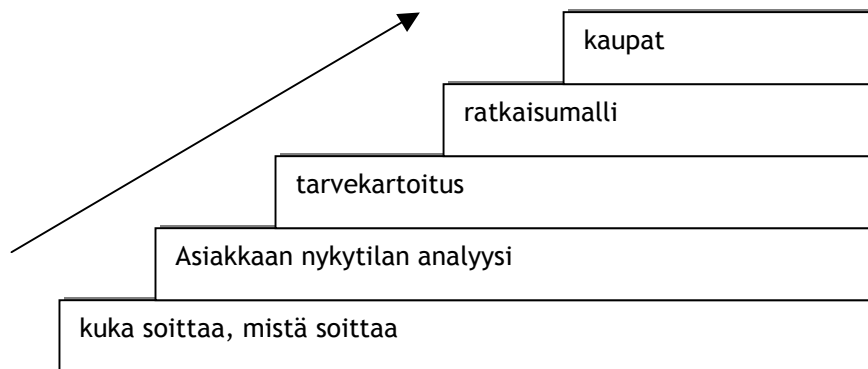 kaupat
ratkaisumalli
tarvekartoitus
Asiakkaan nykytilan analyysi
kuka soittaa, mistä soittaa